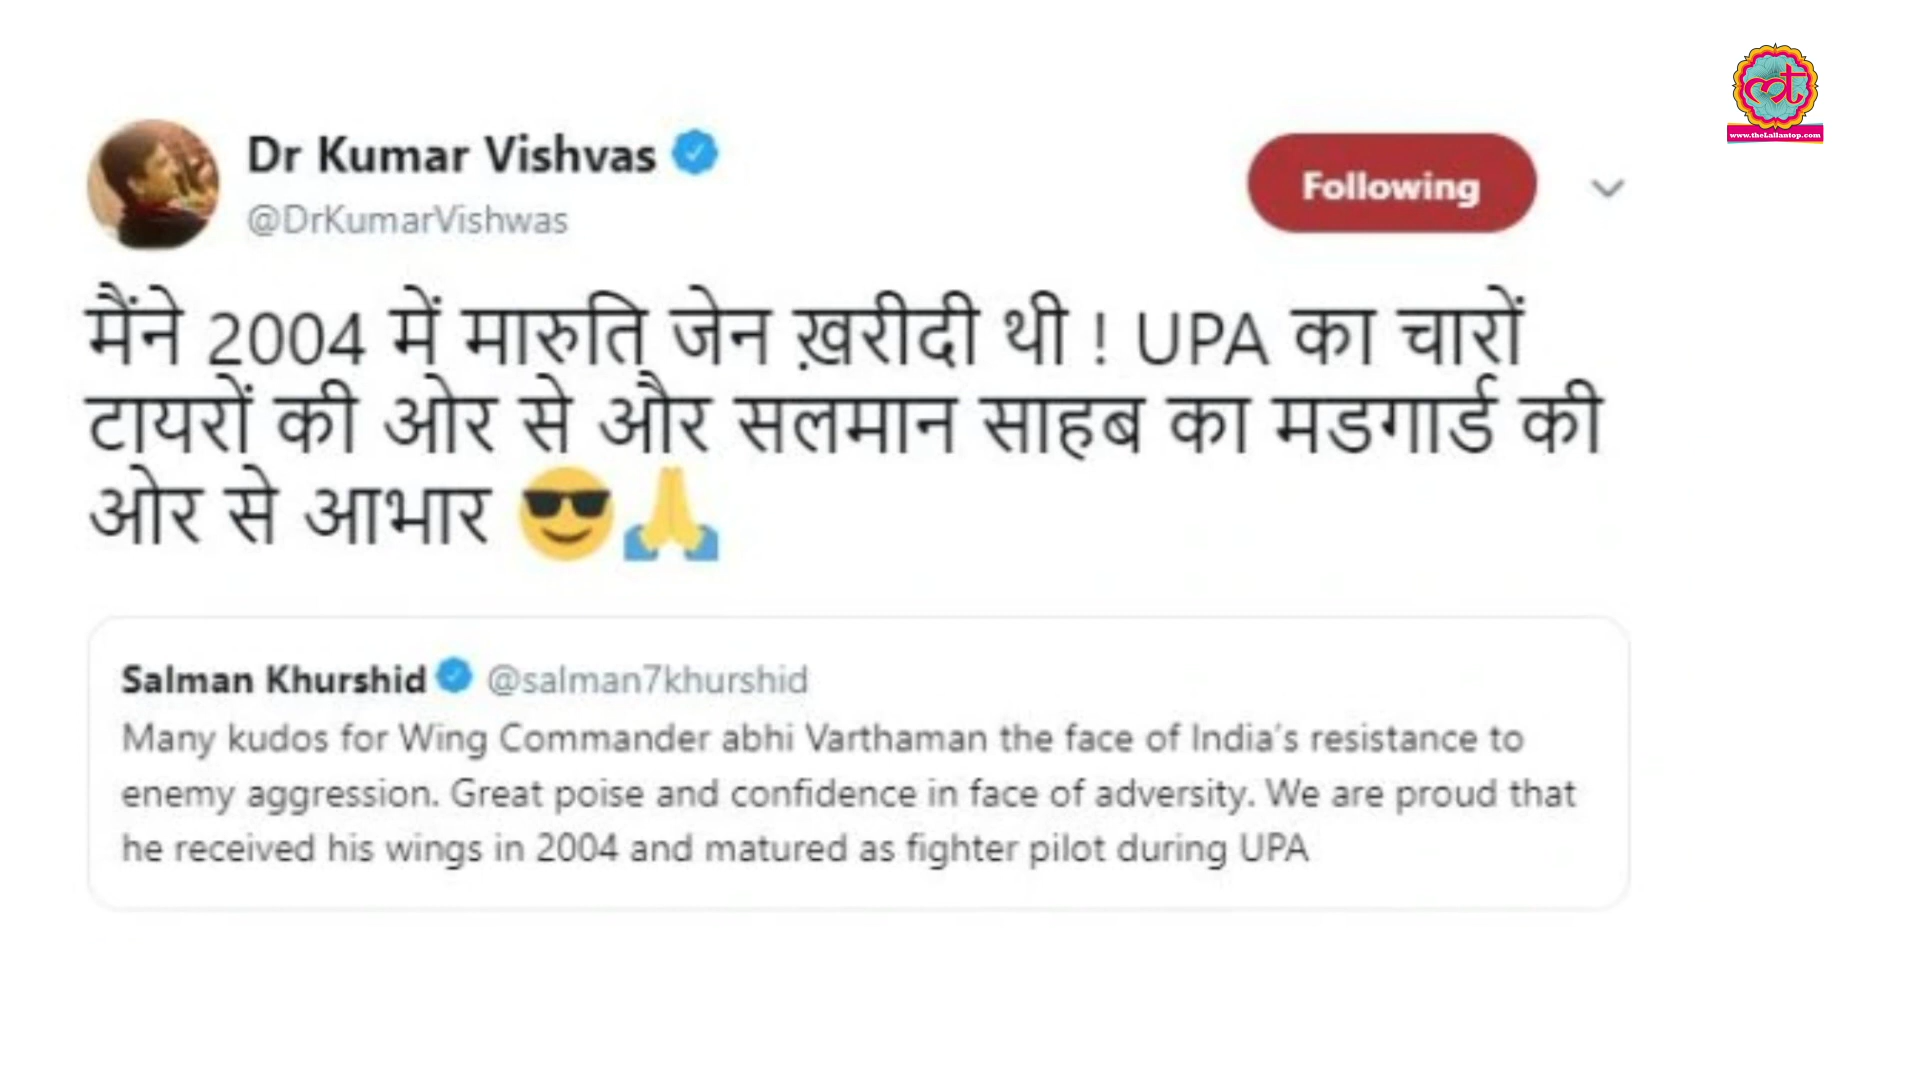 Dr Kumar Vishvas
@DrKumarVishwas
Following
मैंने 2004 में मारुति जेन ख़रीदी थी ! UPA का चारों
टायरों की ओर से और सलमान साहब का मडगार्ड की
ओर से आभार 😎🙏
Salman Khurshid @salman7khurshid
Many kudos for Wing Commander abhi Varthaman the face of India's resistance to
enemy aggression. Great poise and confidence in face of adversity. We are proud that
he received his wings in 2004 and matured as fighter pilot during UPA
www.theLallantop.com